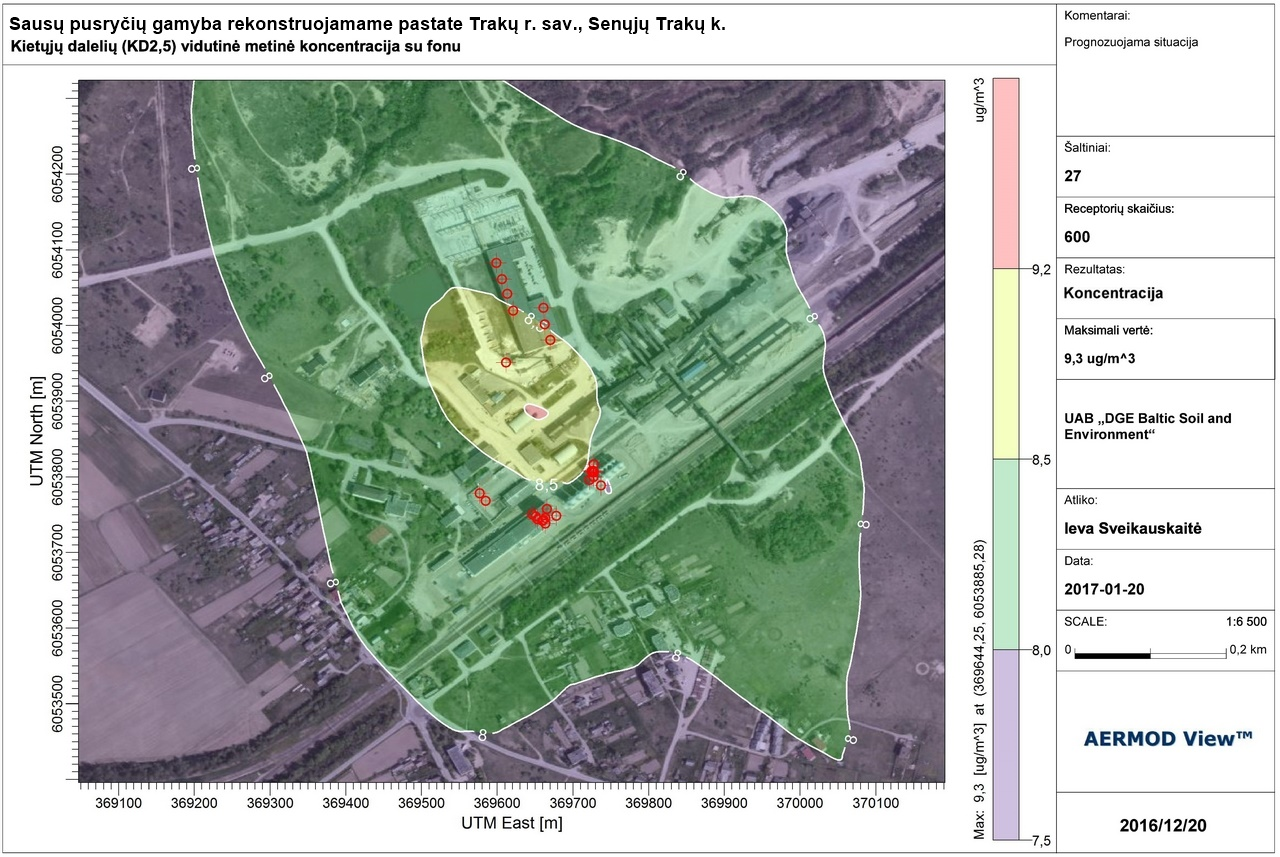 Sausų pusryčių gamyba rekonstruojamame pastate Trakų r. sav., Senųjų Trakų k.
Kietųjų dalelių (KD2,5) vidutinė metinė koncentracija su fonu
UTM North [m]
6054200
6054100
6054000
6053900
6053800
6053700
6053600
6053500
8
8
8
8
8
8
8
8
8
8,5
369100
369200
369300
369400
369500
369600
369700
369800
369900
370000
370100
UTM East [m]
ug/m^3
9,2
8,5
8,0
7,5
Max: 9,3 [ug/m^3] at (369644,25, 6053885,28)
Komentarai:
Prognozuojama situacija
Šaltiniai:
27
Receptorių skaičius:
600
Rezultatas:
Koncentracija
Maksimali vertė:
9,3 ug/m^3
UAB „DGE Baltic Soil and
Environment“
Atliko:
Ieva Sveikauskaitė
Data:
2017-01-20
SCALE:
1:6 500
0
0,2 km
AERMOD View™
2016/12/20